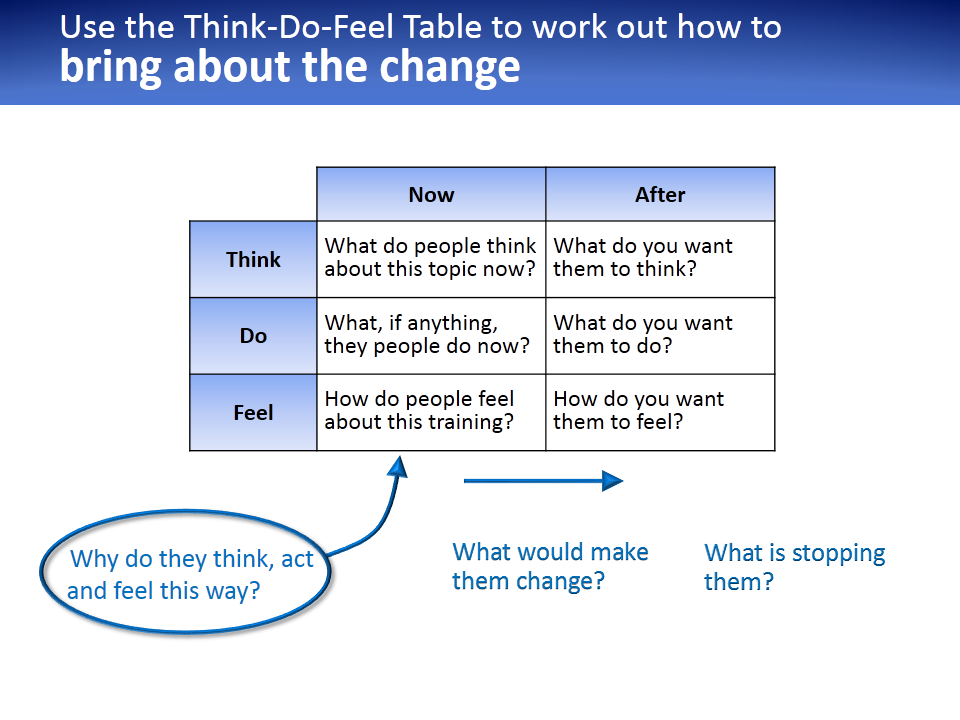 Use the Think-Do-Feel Table to work out how to
bring about the change
Now
After
Think
What do people think
about this topic now?
What do you want
them to think?
Do
What, if anything,
they people do now?
What do you want
them to do?
Feel
How do people feel
about this training?
How do you want
them to feel?
Why do they think, act
and feel this way?
What would make
them change?
What is stopping
them?